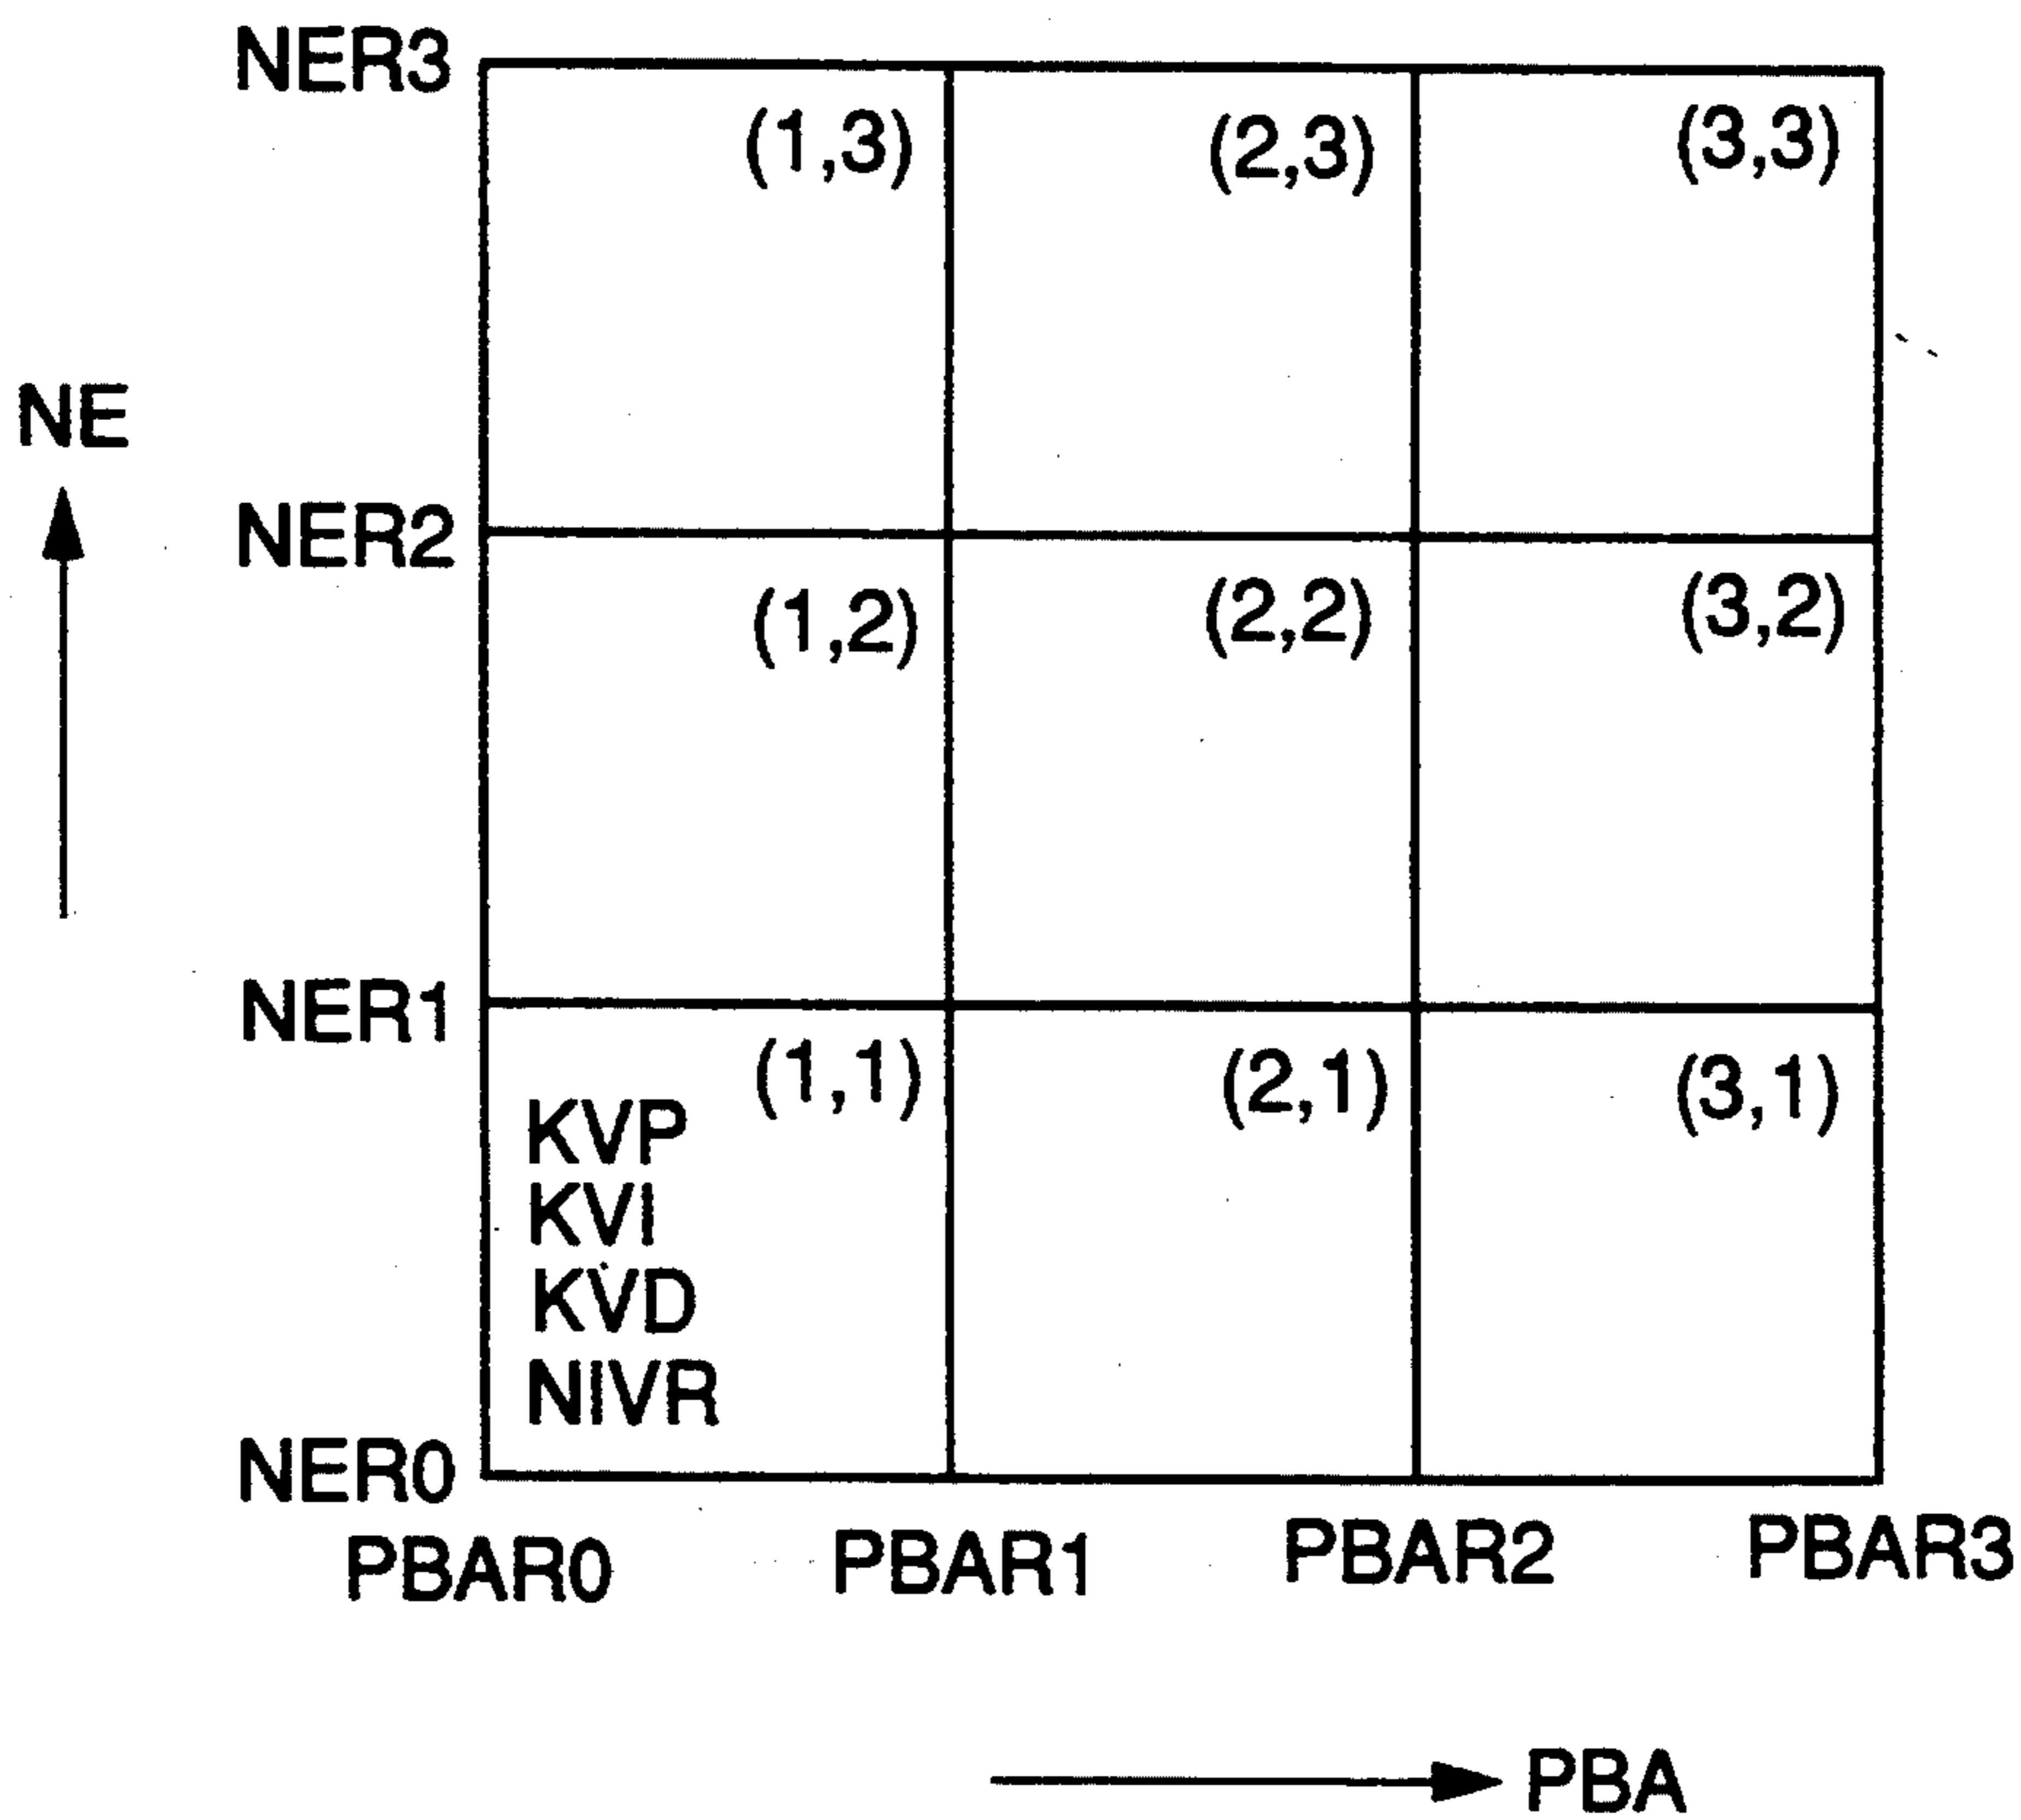 NER3
(1,3) (2,3) (3,3)
NE
NER2
(1,2) (2,2) (3,2)
NER1
(1,1) (2,1) (3,1)
KVP
KVI
KVD
NIVR
NER0
PBAR0 PBAR1 PBAR2 PBAR3
PBA